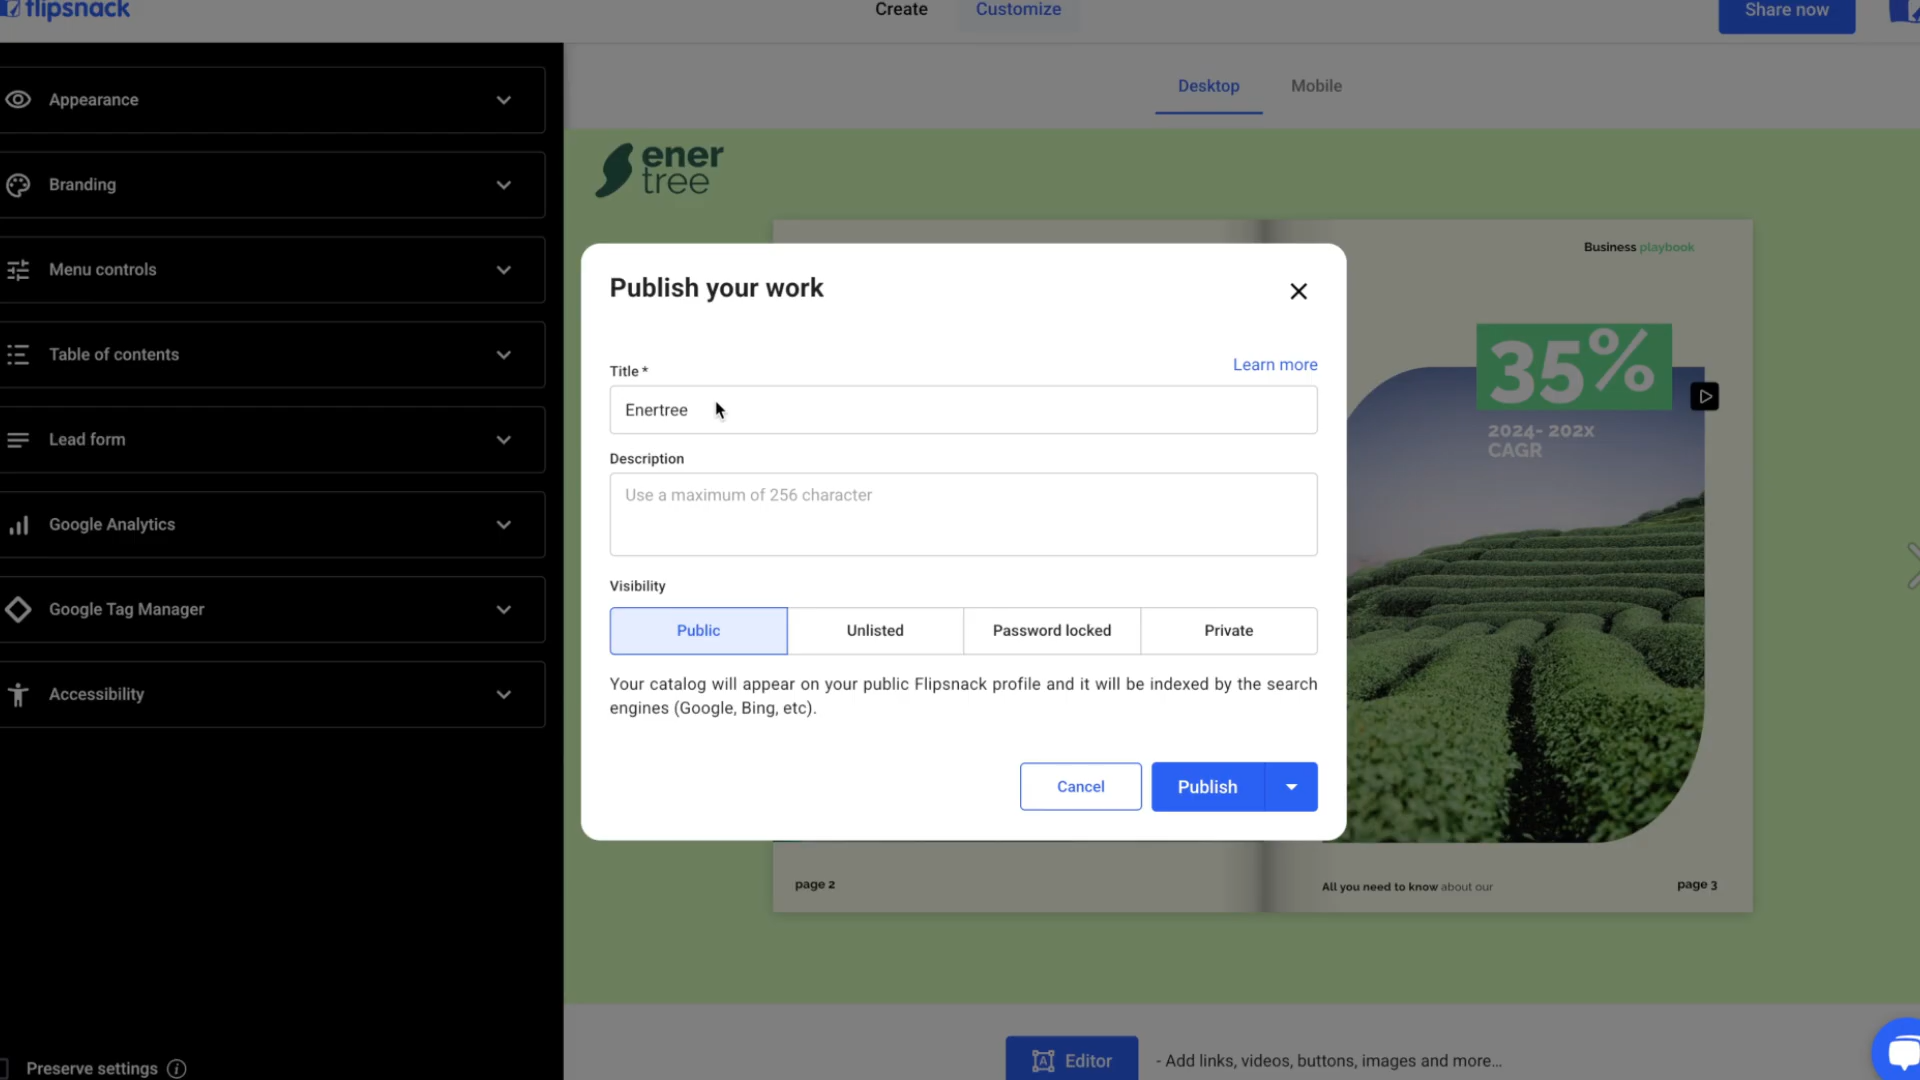 flipsnack
Create
Customize
Share now
Appearance
Branding
Menu controls
Table of contents
Lead form
Google Analytics
Google Tag Manager
Accessibility
Preserve settings
Desktop
Mobile
ener
tree
Business playbook
35%
2024- 202x
CAGR
Publish your work
Title *
Learn more
Enertree
Description
Use a maximum of 256 character
Visibility
Public
Unlisted
Password locked
Private
Your catalog will appear on your public Flipsnack profile and it will be indexed by the search
engines (Google, Bing, etc).
Cancel
Publish
page 2
All you need to know about our
page 3
Editor
- Add links, videos, buttons, images and more...